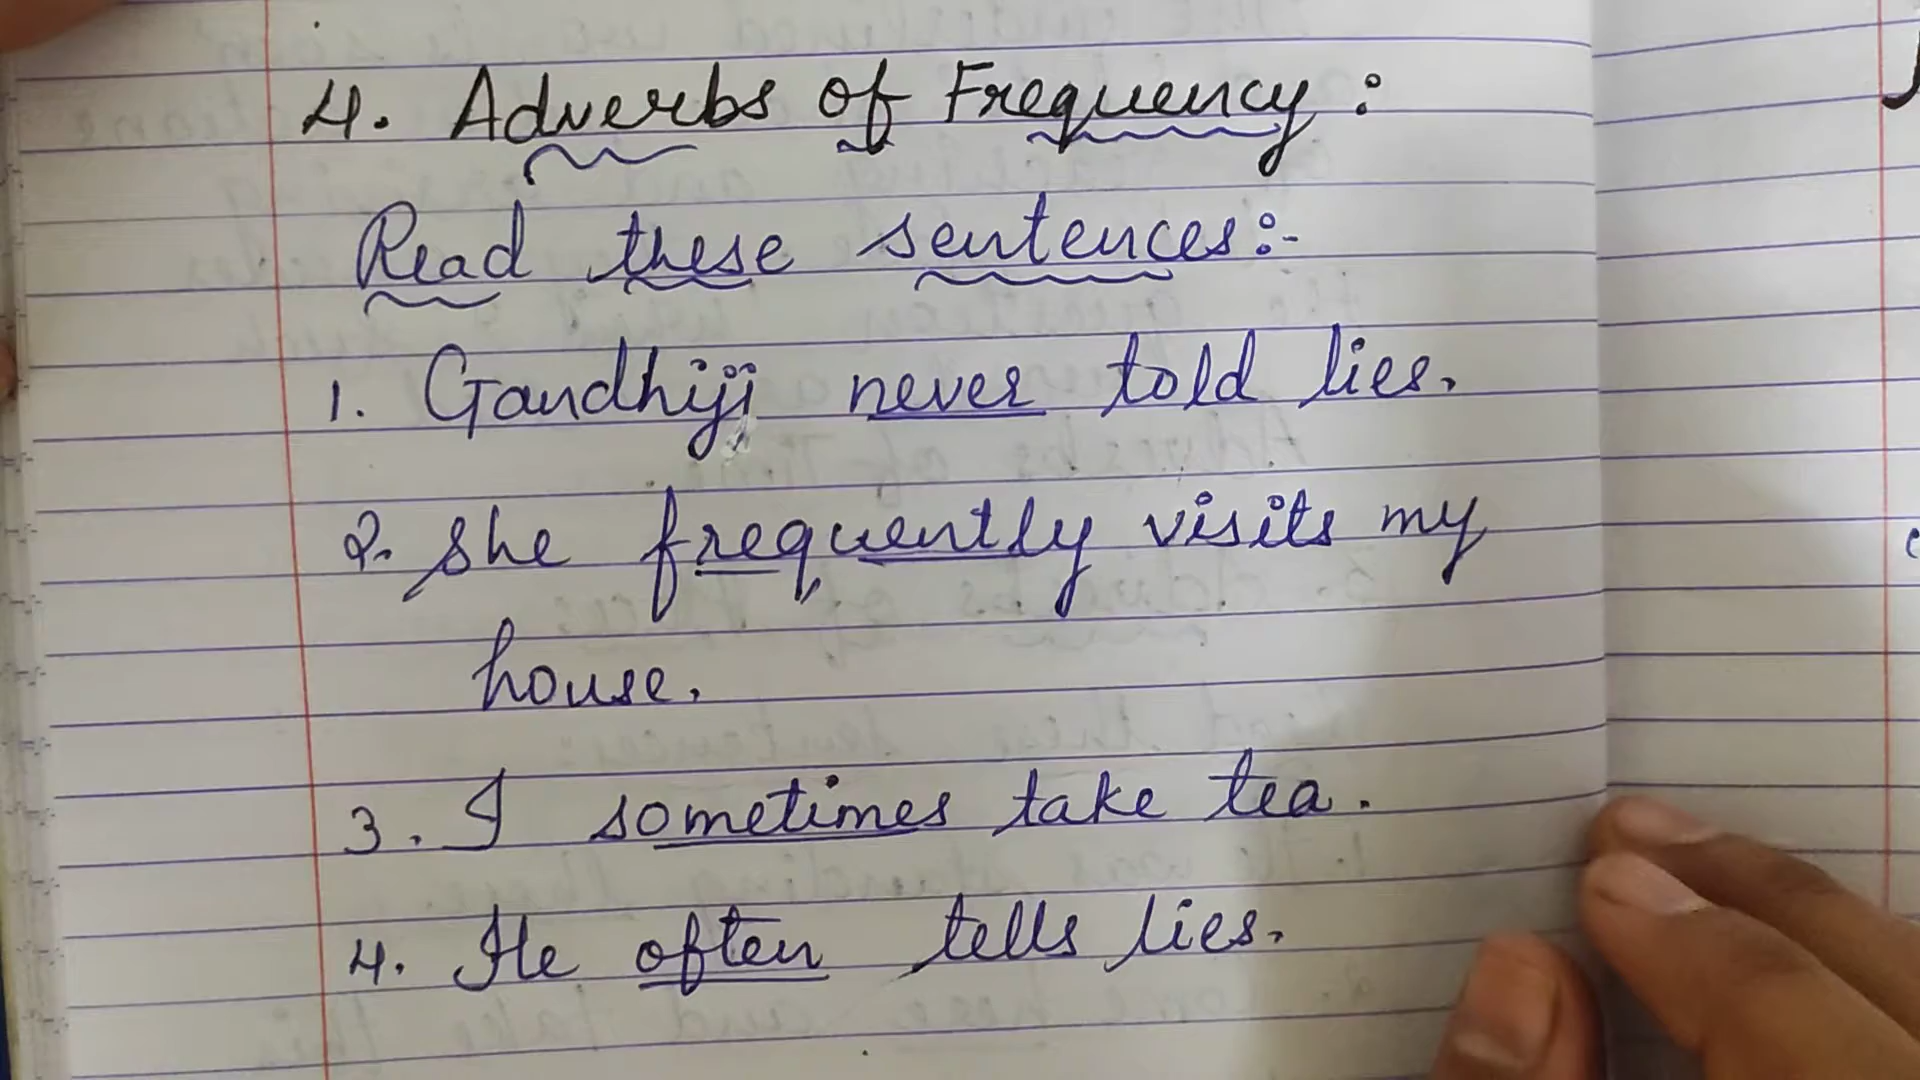 4. Adverbs of Frequency:
Read these sentences:-
1. Gandhiji never told lies.
2. She frequently visits my
house.
3. I sometimes take tea.
4. He often tells lies.